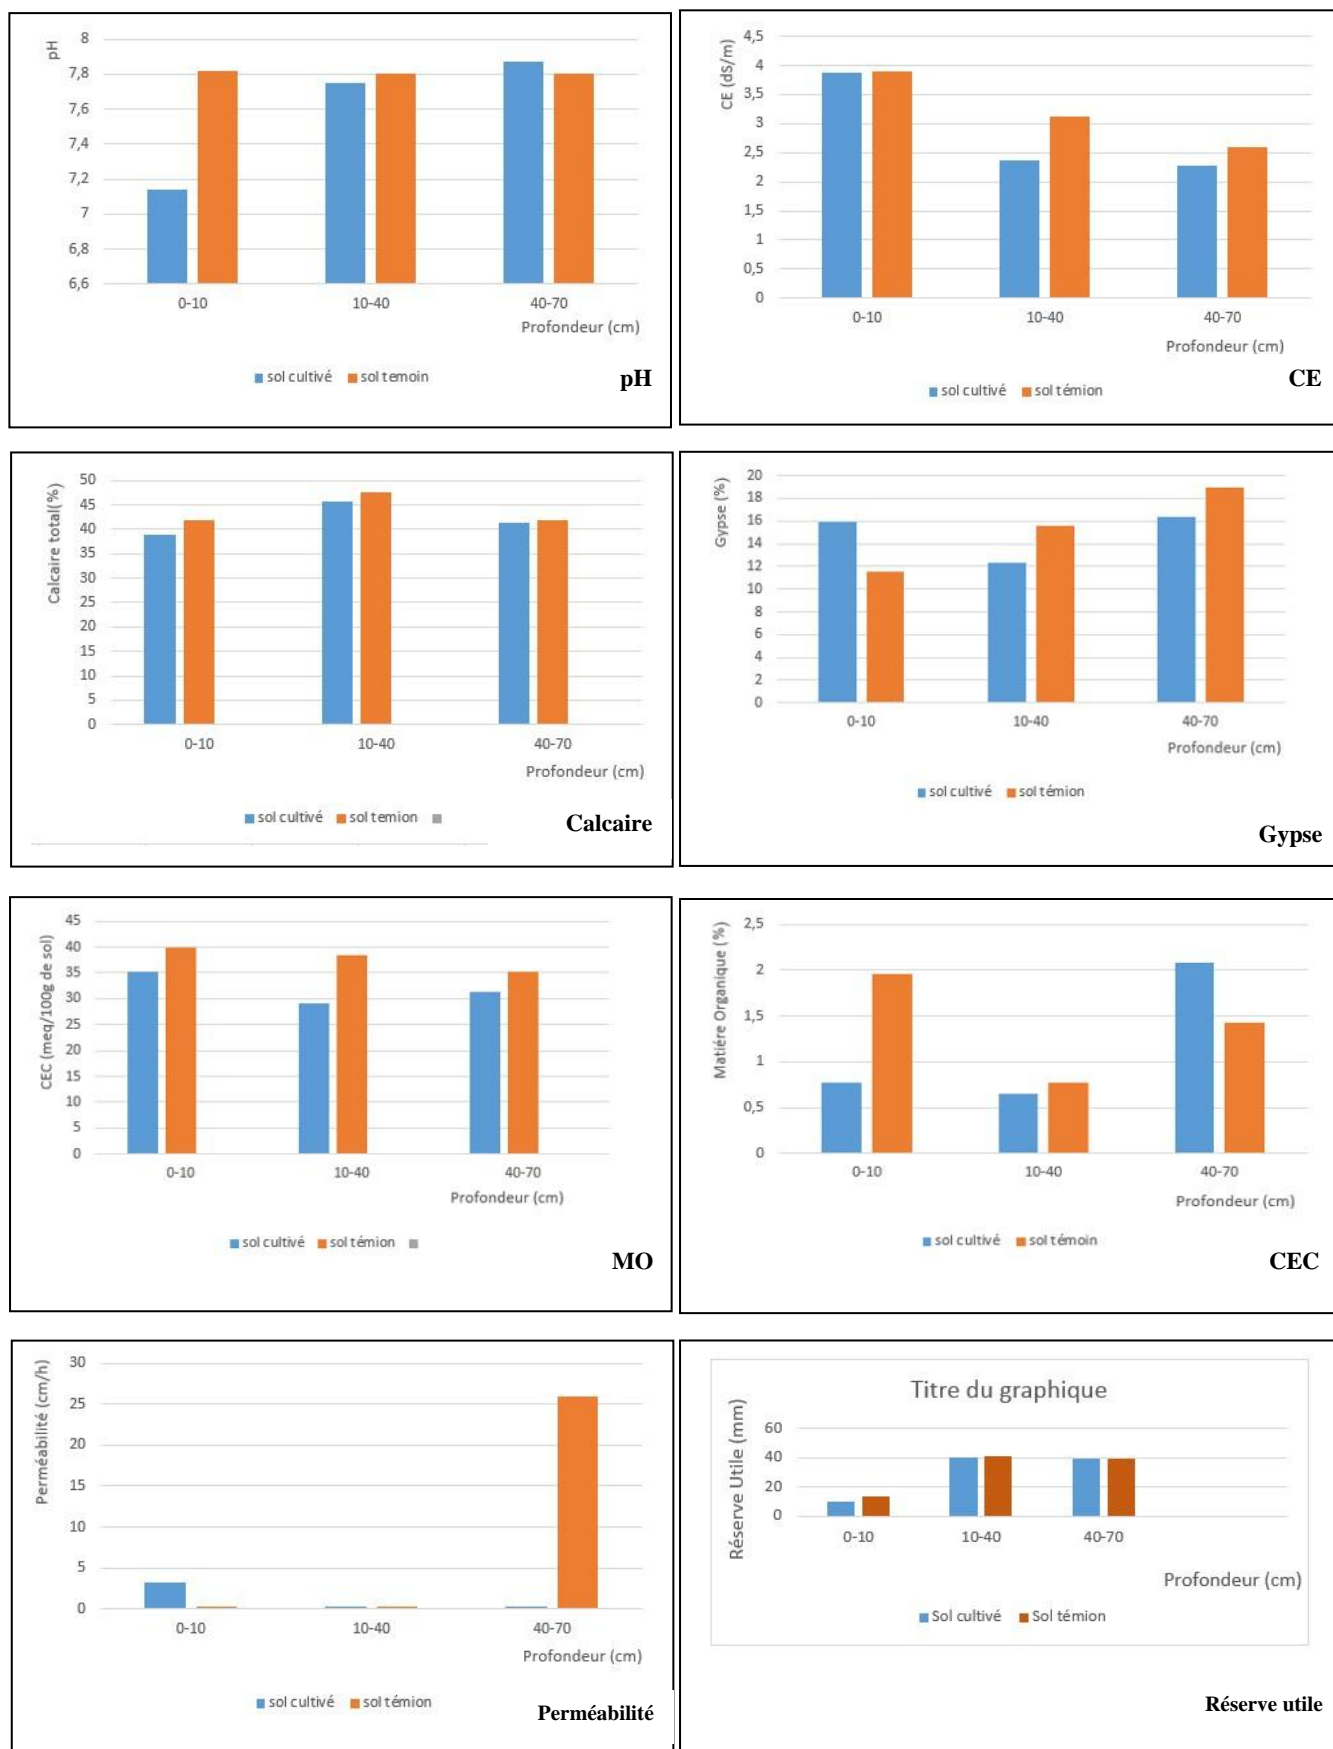 pH
8
7,8
7,6
7,4
7,2
7
6,8
6,6
0-10 10-40 40-70
Profondeur (cm)
sol cultivé sol temoin
pH
CE (dS/m)
4,5
4
3,5
3
2,5
2
1,5
1
0,5
0
0-10 10-40 40-70
Profondeur (cm)
sol cultivé sol témion
CE
Calcaire total(%)
50
45
40
35
30
25
20
15
10
5
0
0-10 10-40 40-70
Profondeur (cm)
sol cultivé sol temion
Calcaire
Gypse (%)
20
18
16
14
12
10
8
6
4
2
0
0-10 10-40 40-70
Profondeur (cm)
sol cultivé sol témion
Gypse
CEC (meq/100g de sol)
45
40
35
30
25
20
15
10
5
0
0-10 10-40 40-70
Profondeur (cm)
sol cultivé sol témion
MO
Matiére Organique (%)
2,5
2
1,5
1
0,5
0
0-10 10-40 40-70
Profondeur (cm)
sol cultivé sol témoin
CEC
Perméabilité (cm/h)
30
25
20
15
10
5
0
0-10 10-40 40-70
Profondeur (cm)
sol cultivé sol témion
Perméabilité
Titre du graphique
Réserve Utile (mm)
60
40
20
0
0-10 10-40 40-70
Profondeur (cm)
Sol cultivé Sol témion
Réserve utile